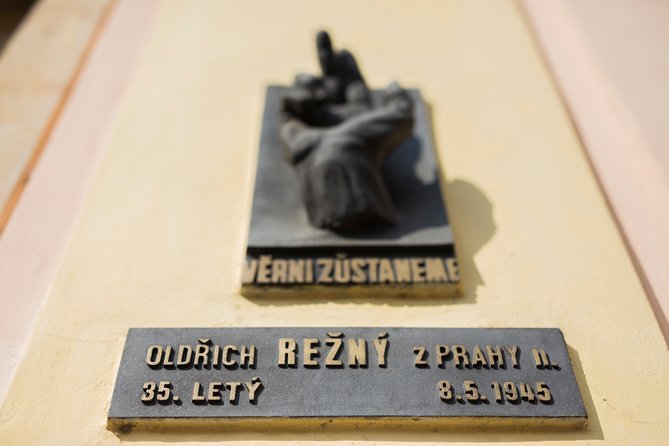 VĚRNI ZŮSTANEME
OLDŘICH REŽNÝ Z PRAHY II.
35. LETÝ 8.5.1945